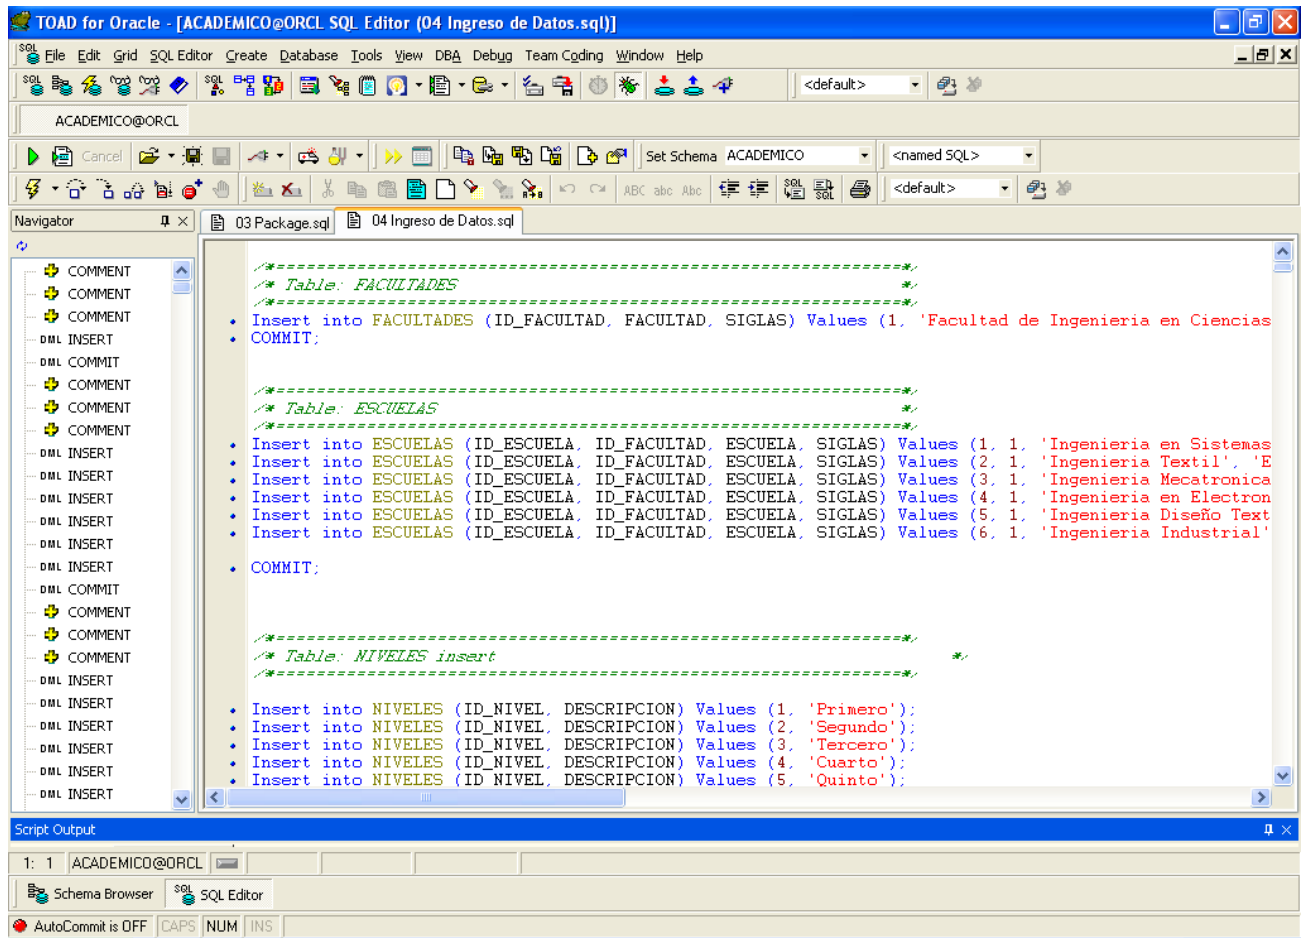 TOAD for Oracle - [ACADEMICO@ORCL SQL Editor (04 Ingreso de Datos.sql)]
File Edit Grid SQL Editor Create Database Tools View DBA Debug Team Coding Window Help
<default>
ACADEMICO@ORCL
Cancel Set Schema ACADEMICO <named SQL>
ABC abc Abc <default>
Navigator
03 Package.sql 04 Ingreso de Datos.sql
COMMENT
COMMENT
COMMENT
DML INSERT
DML COMMIT
COMMENT
COMMENT
COMMENT
DML INSERT
DML INSERT
DML INSERT
DML INSERT
DML INSERT
DML INSERT
DML COMMIT
COMMENT
COMMENT
COMMENT
DML INSERT
DML INSERT
DML INSERT
DML INSERT
DML INSERT
DML INSERT
/*==========================================================================*/
/* Table: FACULTADES */
/*==========================================================================*/
Insert into FACULTADES (ID_FACULTAD, FACULTAD, SIGLAS) Values (1, 'Facultad de Ingenieria en Ciencias
COMMIT;
/*==========================================================================*/
/* Table: ESCUELAS */
/*==========================================================================*/
Insert into ESCUELAS (ID_ESCUELA, ID_FACULTAD, ESCUELA, SIGLAS) Values (1, 1, 'Ingenieria en Sistemas
Insert into ESCUELAS (ID_ESCUELA, ID_FACULTAD, ESCUELA, SIGLAS) Values (2, 1, 'Ingenieria Textil', 'E
Insert into ESCUELAS (ID_ESCUELA, ID_FACULTAD, ESCUELA, SIGLAS) Values (3, 1, 'Ingenieria Mecatronica
Insert into ESCUELAS (ID_ESCUELA, ID_FACULTAD, ESCUELA, SIGLAS) Values (4, 1, 'Ingenieria en Electron
Insert into ESCUELAS (ID_ESCUELA, ID_FACULTAD, ESCUELA, SIGLAS) Values (5, 1, 'Ingenieria Diseño Text
Insert into ESCUELAS (ID_ESCUELA, ID_FACULTAD, ESCUELA, SIGLAS) Values (6, 1, 'Ingenieria Industrial'
COMMIT;
/*==========================================================================*/
/* Table: NIVELES insert */
/*==========================================================================*/
Insert into NIVELES (ID_NIVEL, DESCRIPCION) Values (1, 'Primero');
Insert into NIVELES (ID_NIVEL, DESCRIPCION) Values (2, 'Segundo');
Insert into NIVELES (ID_NIVEL, DESCRIPCION) Values (3, 'Tercero');
Insert into NIVELES (ID_NIVEL, DESCRIPCION) Values (4, 'Cuarto');
Insert into NIVELES (ID_NIVEL, DESCRIPCION) Values (5, 'Quinto');
Script Output
1: 1 ACADEMICO@ORCL
Schema Browser SQL Editor
AutoCommit is OFF CAPS NUM INS